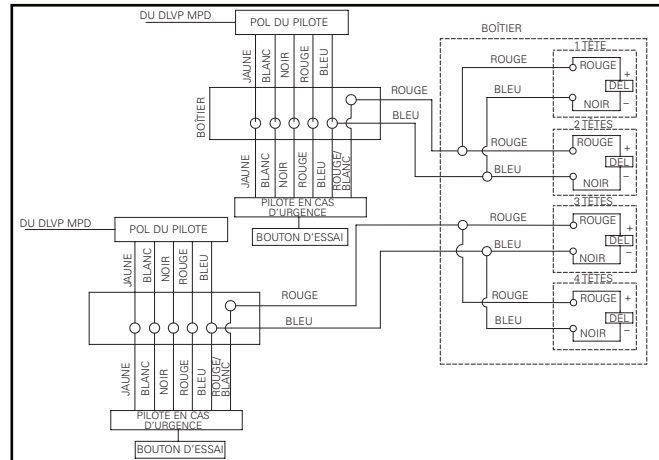 DU DLVP MPD
POL DU PILOTE
JAUNE
BLANC
NOIR
ROUGE
BLEU
BOÎTIER
ROUGE
BLEU
JAUNE
BLANC
NOIR
ROUGE
BLEU
ROUGE/
BLANC
PILOTE EN CAS
D'URGENCE
BOUTON D'ESSAI
DU DLVP MPD
POL DU PILOTE
JAUNE
BLANC
NOIR
ROUGE
BLEU
ROUGE
BLEU
JAUNE
BLANC
NOIR
ROUGE
BLEU
ROUGE/
BLANC
PILOTE EN CAS
D'URGENCE
BOUTON D'ESSAI
BOÎTIER
1 TÊTE
ROUGE
ROUGE
+
DEL
BLEU
NOIR
–
2 TÊTES
ROUGE
ROUGE
+
DEL
BLEU
NOIR
–
3 TÊTES
ROUGE
ROUGE
+
DEL
BLEU
NOIR
–
4 TÊTES
ROUGE
ROUGE
+
DEL
BLEU
NOIR
–